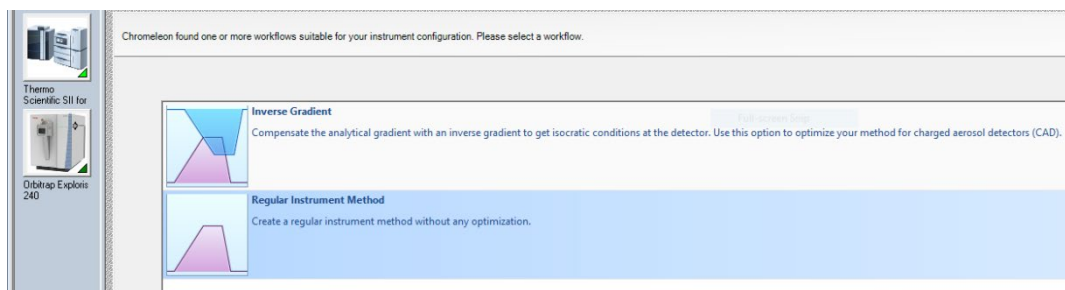 Chromeleon found one or more workflows suitable for your instrument configuration. Please select a workflow.
Thermo
Scientific SII for
Orbitrap Exploris
240
Inverse Gradient
Compensate the analytical gradient with an inverse gradient to get isocratic conditions at the detector. Use this option to optimize your method for charged aerosol detectors (CAD).
Full-screen Snip
Regular Instrument Method
Create a regular instrument method without any optimization.